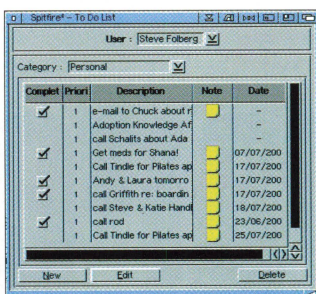 Spitfire² - To Do List
User : Steve Folberg
Category : Personal
Complet Priori Description Note Date
1 e-mail to Chuck about r -
1 Adoption Knowledge Af -
1 call Schalits about Ada -
1 Get meds for Shana! 07/07/200
1 Call Tindle for Pilates ap 17/07/200
1 Andy & Laura tomorro 17/07/200
1 call Griffith re: boardin 17/07/200
1 call Steve & Katie Handl 18/07/200
1 call rod 23/06/200
1 Call Tindle for Pilates ap 25/07/200
New Edit Delete